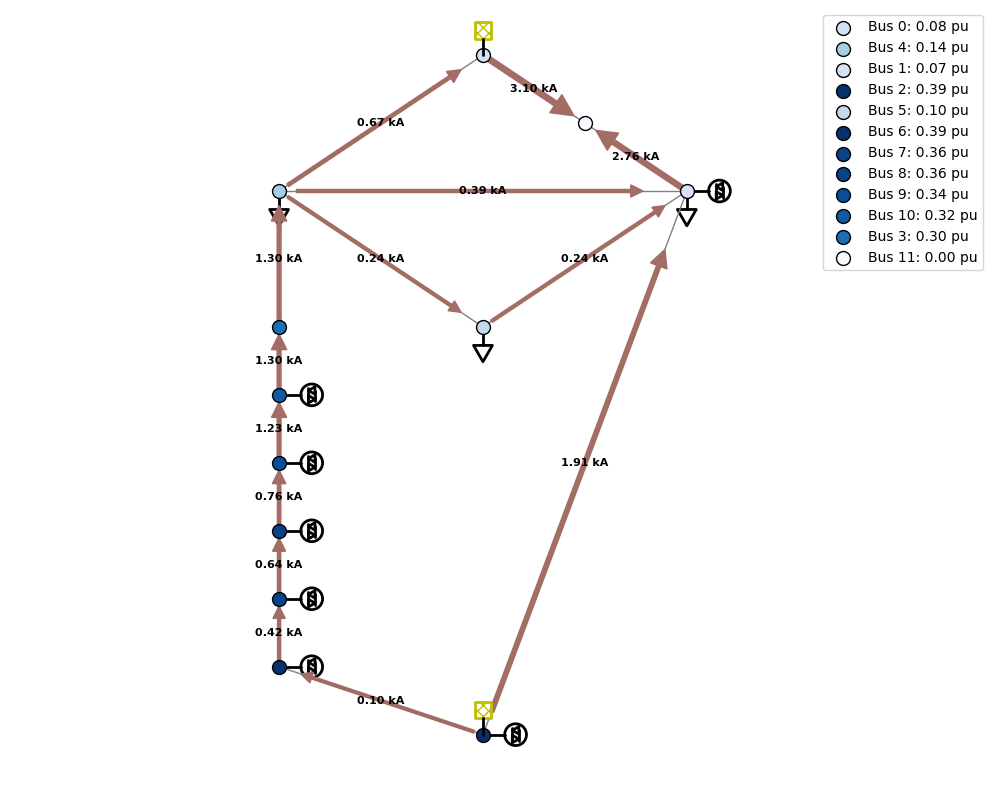 3.10 kA
0.67 kA
2.76 kA
0.39 kA
1.30 kA
0.24 kA
0.24 kA
1.30 kA
1.23 kA
1.91 kA
0.76 kA
0.64 kA
0.42 kA
0.10 kA
Bus 0: 0.08 pu
Bus 4: 0.14 pu
Bus 1: 0.07 pu
Bus 2: 0.39 pu
Bus 5: 0.10 pu
Bus 6: 0.39 pu
Bus 7: 0.36 pu
Bus 8: 0.36 pu
Bus 9: 0.34 pu
Bus 10: 0.32 pu
Bus 3: 0.30 pu
Bus 11: 0.00 pu